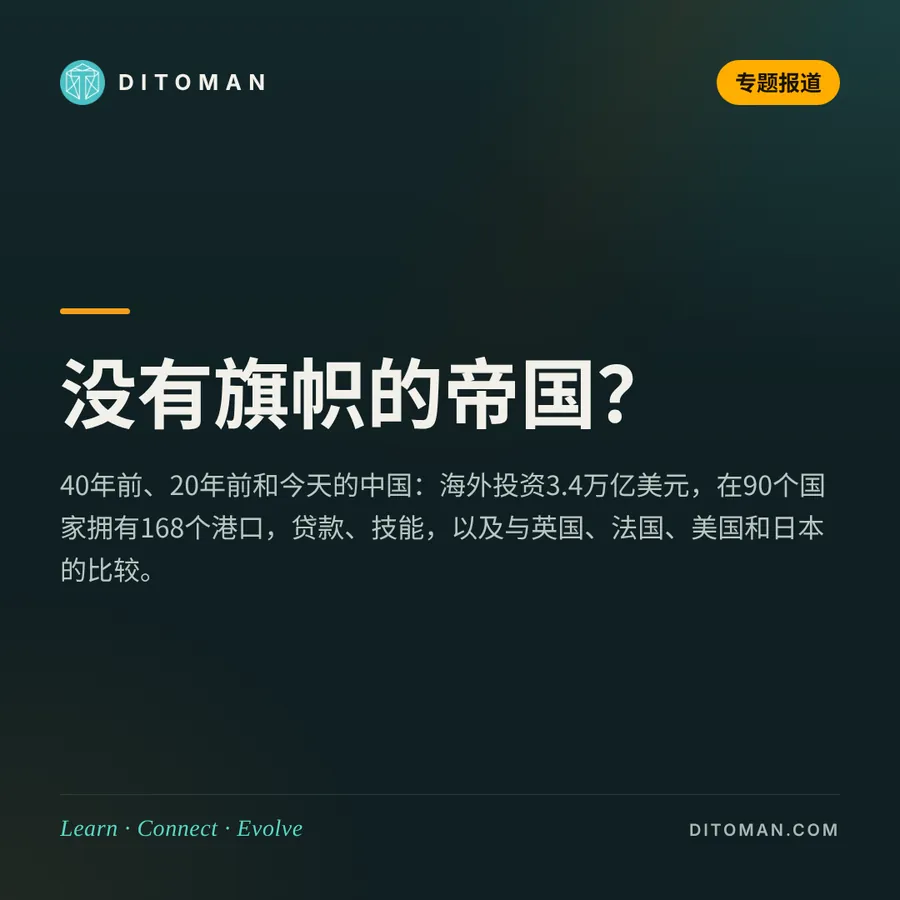 DITOMAN
专题报道
没有旗帜的帝国？
40年前、20年前和今天的中国：海外投资3.4万亿美元，在90个国
家拥有168个港口，贷款、技能，以及与英国、法国、美国和日本
的比较。
Learn · Connect · Evolve
DITOMAN.COM